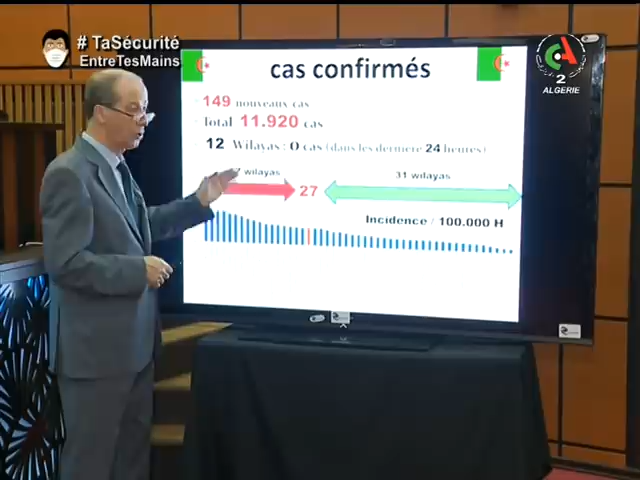 # TaSécurité
EntreTesMains
2
ALGERIE
cas confirmés
149 nouveaux cas
Total 11.920 cas
12 Wilayas : 0 cas (dans les dernière 24 heures)
wilayas
27
31 wilayas
Incidence / 100.000 H